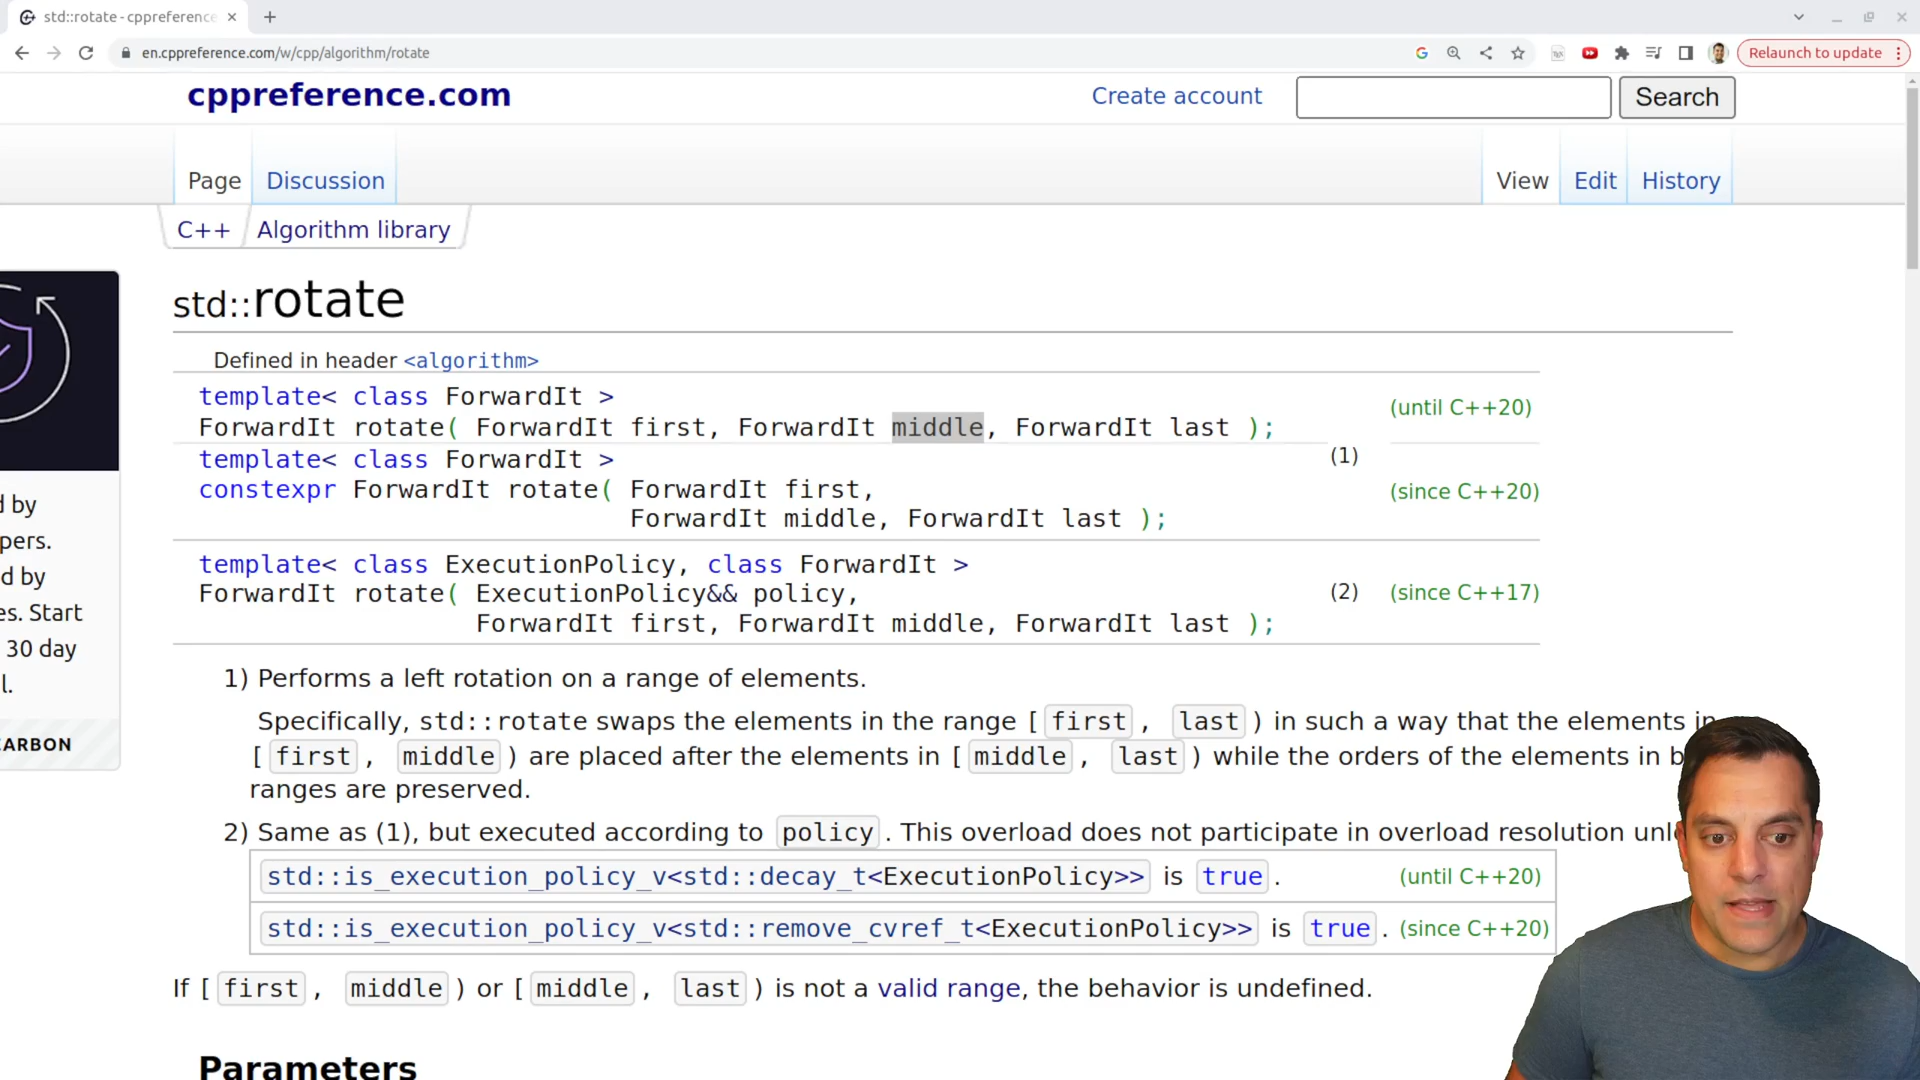 std::rotate - cppreference
en.cppreference.com/w/cpp/algorithm/rotate
Relaunch to update
cppreference.com
Create account
Search
Page
Discussion
View
Edit
History
C++
Algorithm library
std::rotate
Defined in header <algorithm>
template< class ForwardIt >
ForwardIt rotate( ForwardIt first, ForwardIt middle, ForwardIt last );
(until C++20)
(1)
template< class ForwardIt >
constexpr ForwardIt rotate( ForwardIt first,
ForwardIt middle, ForwardIt last );
(since C++20)
template< class ExecutionPolicy, class ForwardIt >
ForwardIt rotate( ExecutionPolicy&& policy,
ForwardIt first, ForwardIt middle, ForwardIt last );
(2)
(since C++17)
1) Performs a left rotation on a range of elements.
Specifically, std::rotate swaps the elements in the range [first, last) in such a way that the elements in
[first, middle) are placed after the elements in [middle, last) while the orders of the elements in b
ranges are preserved.
2) Same as (1), but executed according to policy. This overload does not participate in overload resolution unl
std::is_execution_policy_v<std::decay_t<ExecutionPolicy>> is true.
(until C++20)
std::is_execution_policy_v<std::remove_cvref_t<ExecutionPolicy>> is true.
(since C++20)
If [first, middle) or [middle, last) is not a valid range, the behavior is undefined.
Parameters
d by
pers.
d by
es. Start
30 day
l.
CARBON